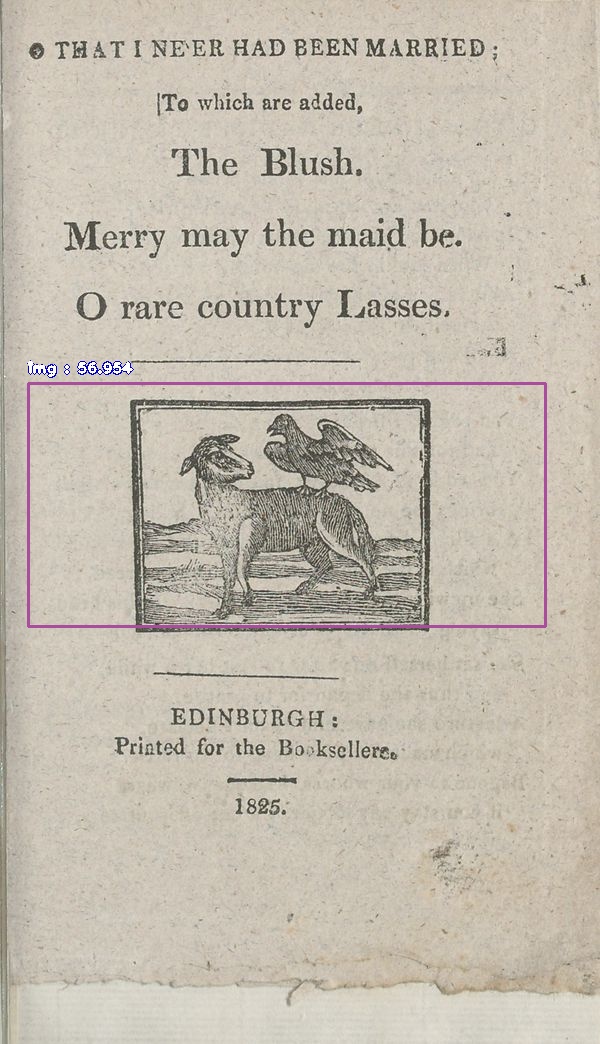 O THAT I NE'ER HAD BEEN MARRIED;
To which are added,
The Blush.
Merry may the maid be.
O rare country Lasses.
img : 56.954
EDINBURGH:
Printed for the Booksellers.
1825.